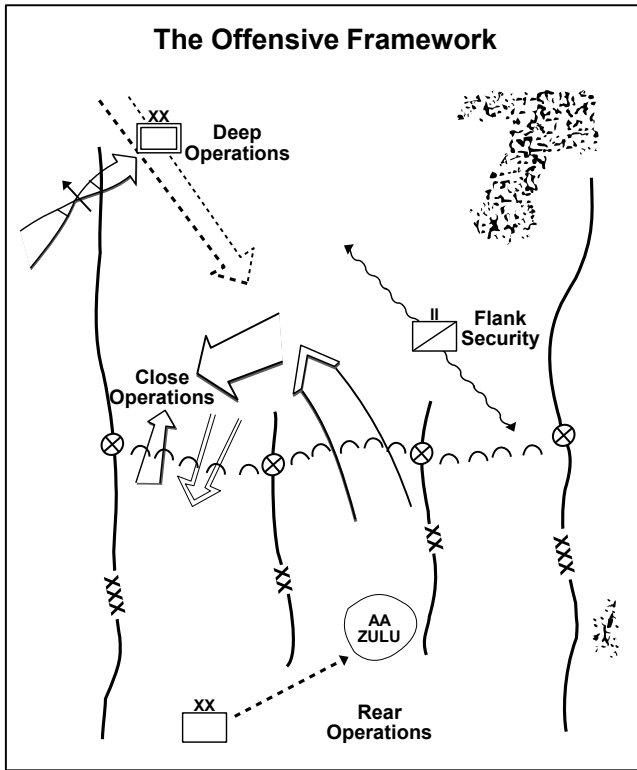 The Offensive Framework
XX
Deep
Operations
II
Flank
Security
Close
Operations
XX
XX
XXX
XXX
AA
ZULU
XX
Rear
Operations